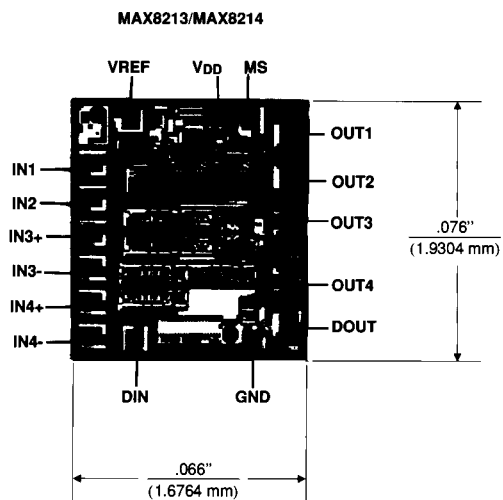 MAX8213/MAX8214
VREF
VDD
MS
OUT1
IN1
OUT2
IN2
OUT3
IN3+
.076"
(1.9304 mm)
IN3-
OUT4
IN4+
DOUT
IN4-
DIN
GND
.066"
(1.6764 mm)